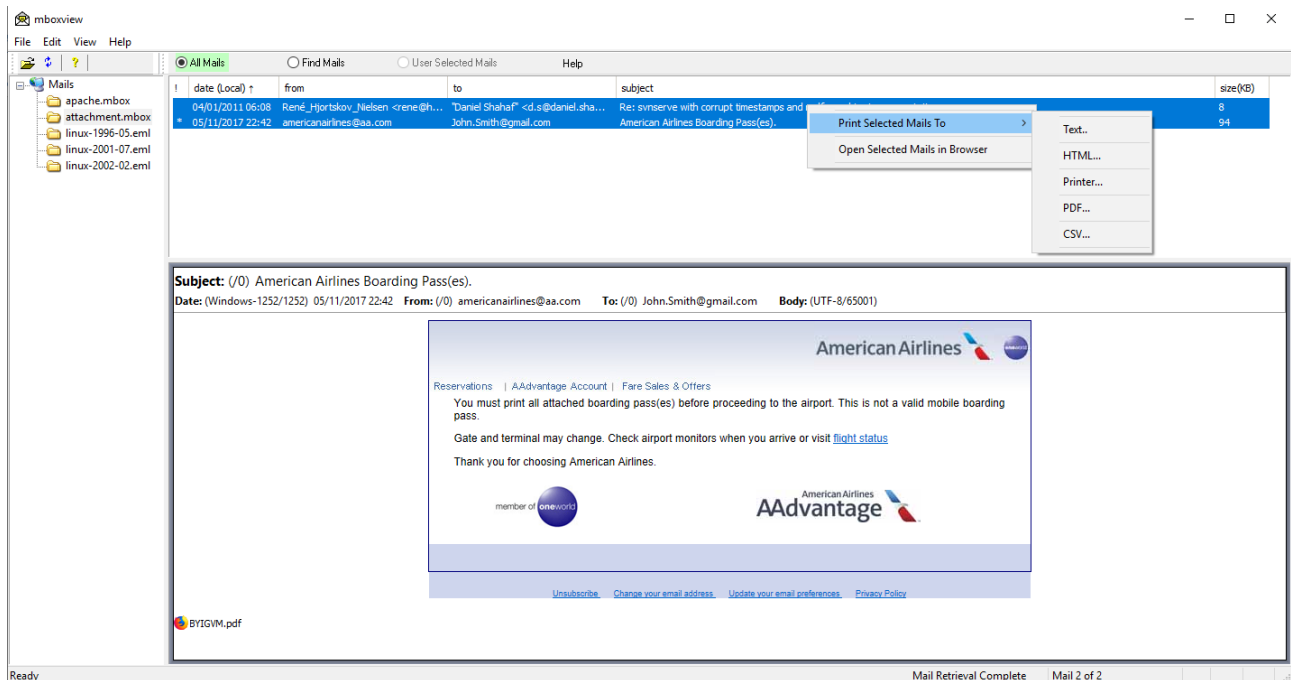 mboxview
File Edit View Help
All Mails Find Mails User Selected Mails Help
Mails
apache.mbox
attachment.mbox
linux-1996-05.eml
linux-2001-07.eml
linux-2002-02.eml
! date (Local) ↑ from to subject size(KB)
04/01/2011 06:08 René_Hjortskov_Nielsen <rene@h... "Daniel Shahaf" <d.s@daniel.sha... Re: svnserve with corrupt timestamps and 8
* 05/11/2017 22:42 americanairlines@aa.com John.Smith@gmail.com American Airlines Boarding Pass(es). 94
Print Selected Mails To >
Open Selected Mails in Browser
Text..
HTML...
Printer...
PDF...
CSV...
Subject: (/0) American Airlines Boarding Pass(es).
Date: (Windows-1252/1252) 05/11/2017 22:42 From: (/0) americanairlines@aa.com To: (/0) John.Smith@gmail.com Body: (UTF-8/65001)
American Airlines oneworld
Reservations | AAdvantage Account | Fare Sales & Offers
You must print all attached boarding pass(es) before proceeding to the airport. This is not a valid mobile boarding
pass.
Gate and terminal may change. Check airport monitors when you arrive or visit flight status
Thank you for choosing American Airlines.
member of oneworld
American Airlines
AAdvantage
Unsubscribe Change your email address Update your email preferences Privacy Policy
BYIGVM.pdf
Ready Mail Retrieval Complete Mail 2 of 2